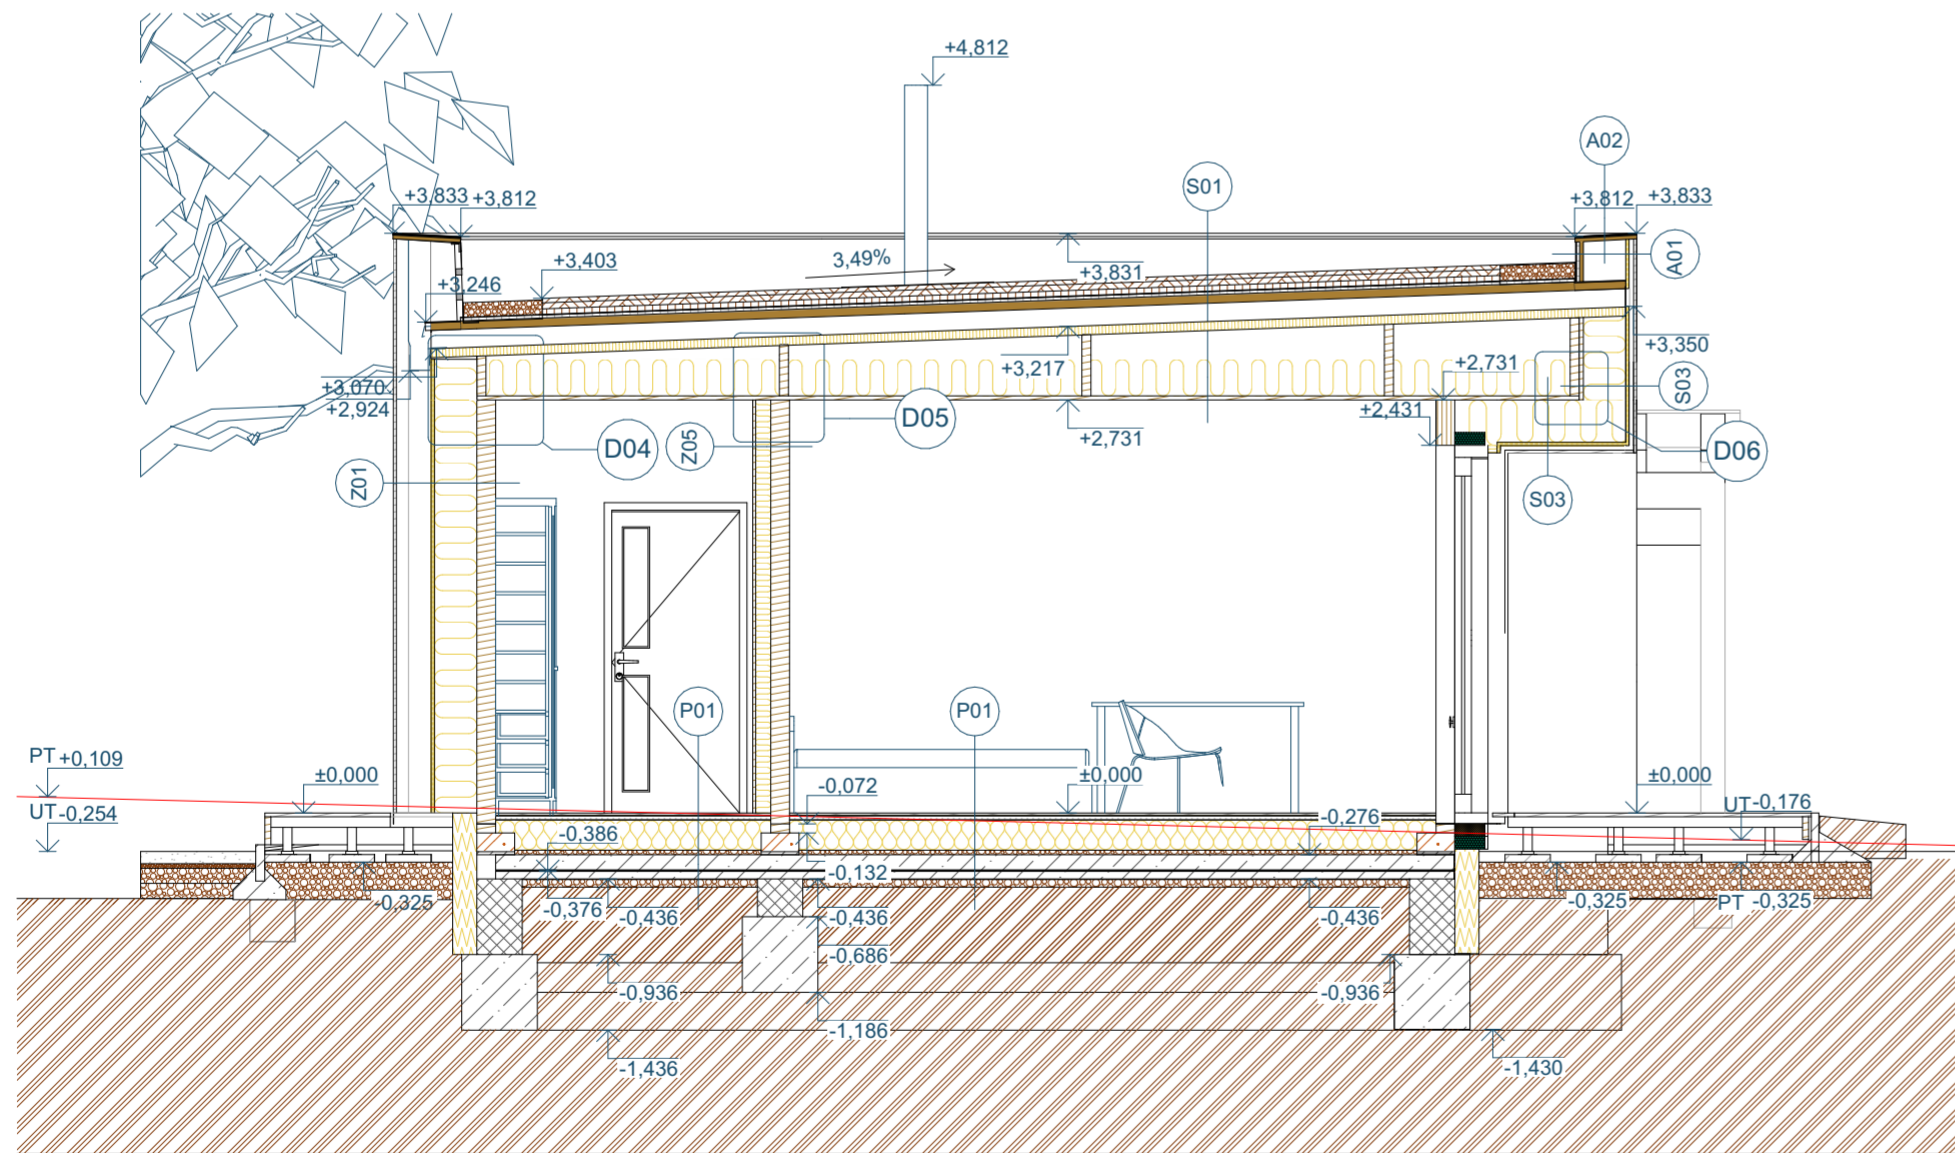 +4,812
A02
S01
+3,833
+3,812
+3,812
+3,833
3,49%
+3,403
+3,831
A01
+3,246
+3,350
+3,217
+2,731
+3,070
+2,924
S03
+2,431
+2,731
D04
Z05
D05
D06
Z01
S03
P01
P01
PT +0,109
±0,000
±0,000
±0,000
-0,072
UT -0,254
UT -0,176
-0,386
-0,276
-0,132
-0,325
-0,376
-0,436
-0,436
-0,436
-0,325
PT -0,325
-0,686
-0,936
-0,936
-1,186
-1,436
-1,430